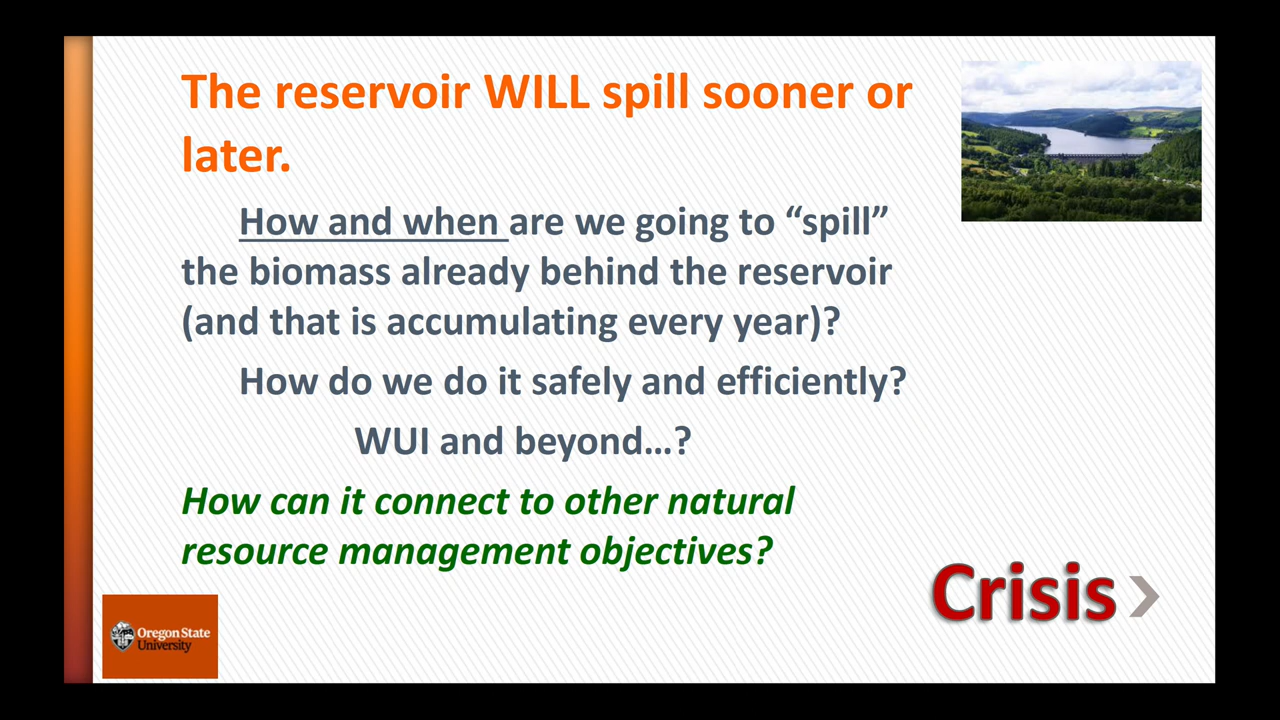 The reservoir WILL spill sooner or
later.
How and when are we going to “spill”
the biomass already behind the reservoir
(and that is accumulating every year)?
How do we do it safely and efficiently?
WUI and beyond…?
How can it connect to other natural
resource management objectives?
Crisis
Oregon State
University